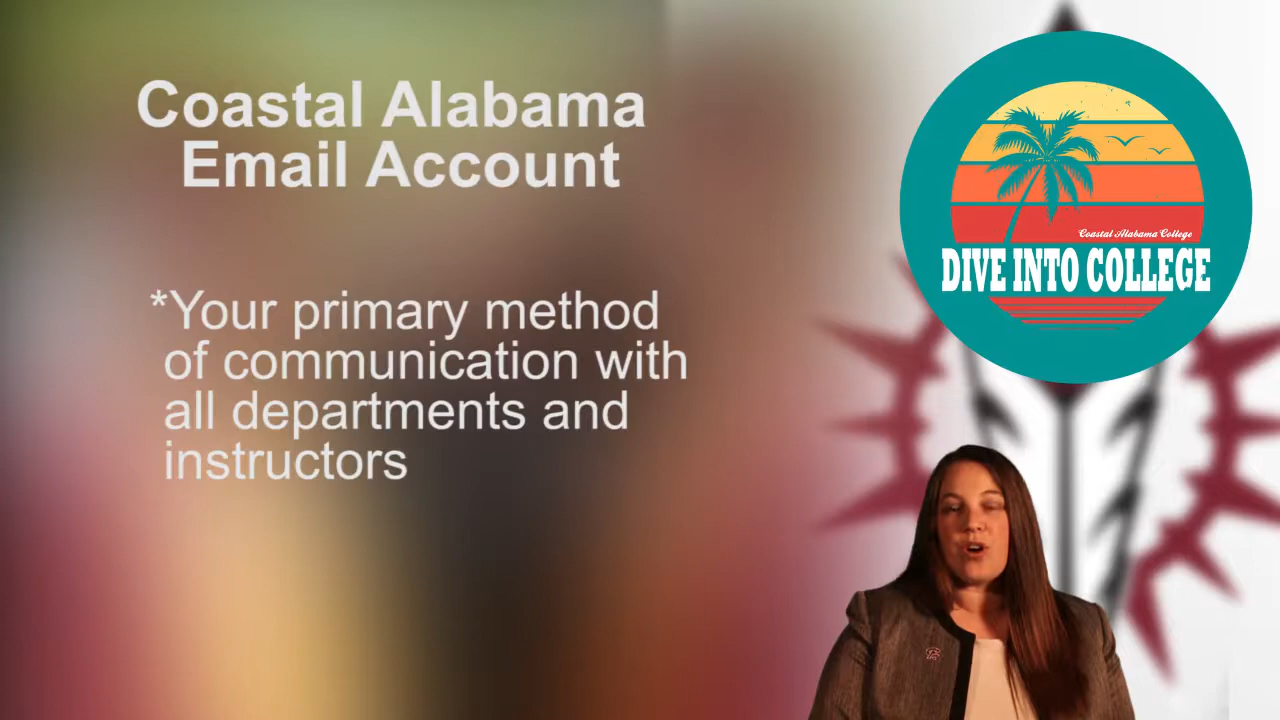 Coastal Alabama
Email Account
*Your primary method
of communication with
all departments and
instructors
Coastal Alabama College
DIVE INTO COLLEGE